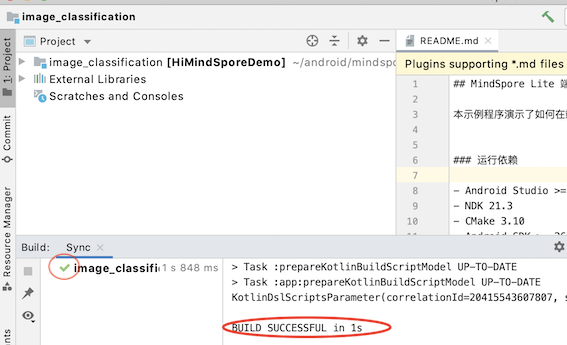 image_classification
Project
README.md
image_classification [HiMindSporeDemo] ~/android/mindspo
External Libraries
Scratches and Consoles
Plugins supporting *.md files
1 ## MindSpore Lite 端
2
3 本示例程序演示了如何在
4
5
6 ### 运行依赖
7
8 - Android Studio >=
9 - NDK 21.3
10 - CMake 3.10
1: Project
Commit
Resource Manager
Build: Sync
image_classifi 1 s 848 ms
> Task :prepareKotlinBuildScriptModel UP-TO-DATE
> Task :app:prepareKotlinBuildScriptModel UP-TO-DATE
KotlinDslScriptsParameter(correlationId=20415543607807, s
BUILD SUCCESSFUL in 1s